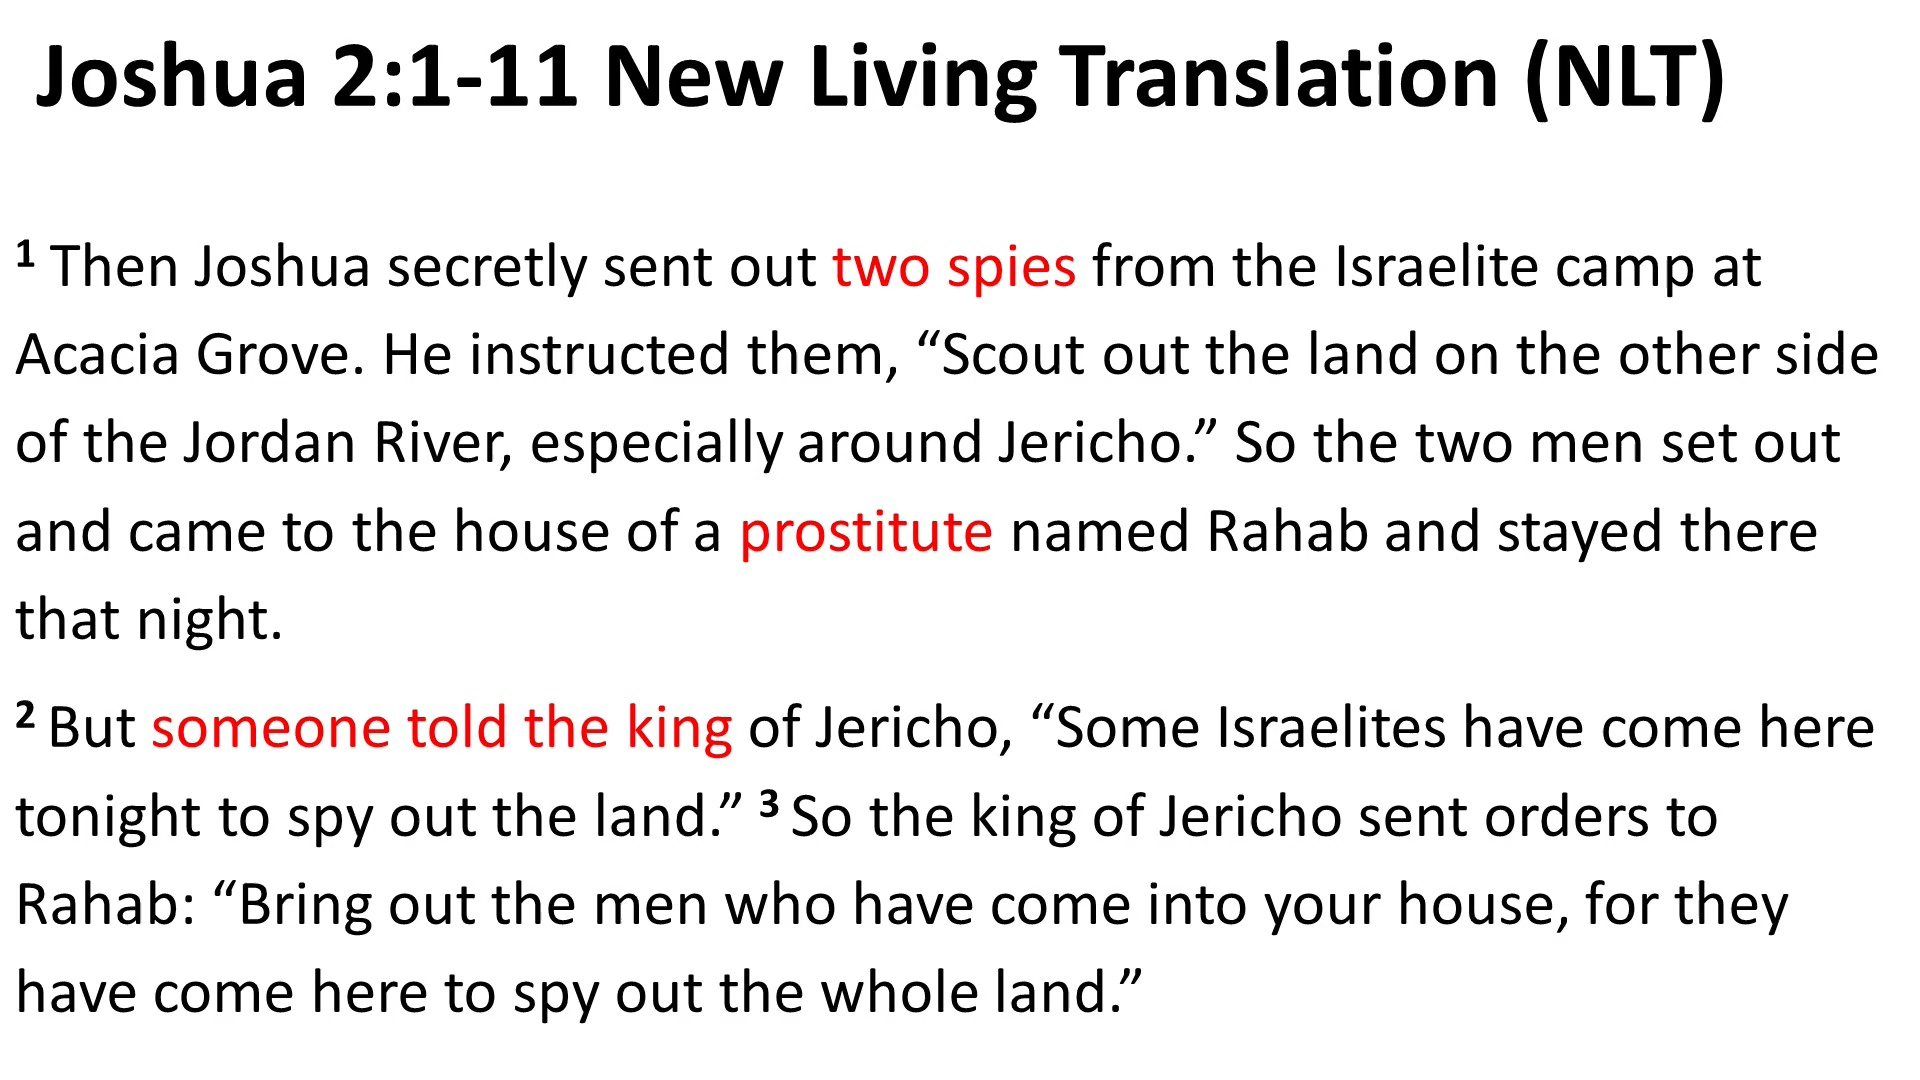 Joshua 2:1-11 New Living Translation (NLT)
1 Then Joshua secretly sent out two spies from the Israelite camp at
Acacia Grove. He instructed them, “Scout out the land on the other side
of the Jordan River, especially around Jericho.” So the two men set out
and came to the house of a prostitute named Rahab and stayed there
that night.
2 But someone told the king of Jericho, “Some Israelites have come here
tonight to spy out the land.” 3 So the king of Jericho sent orders to
Rahab: “Bring out the men who have come into your house, for they
have come here to spy out the whole land.”